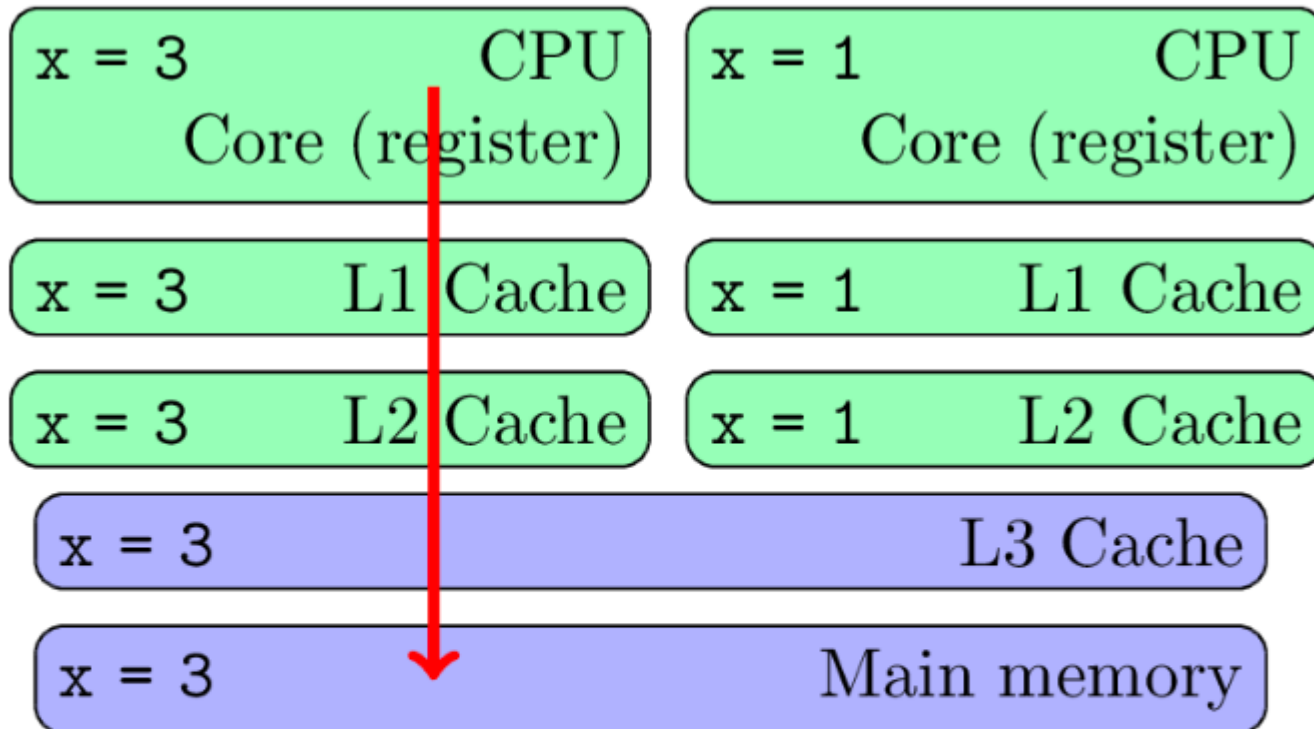 x = 3 CPU
Core (register)
x = 1 CPU
Core (register)
x = 3 L1 Cache
x = 1 L1 Cache
x = 3 L2 Cache
x = 1 L2 Cache
x = 3 L3 Cache
x = 3 Main memory